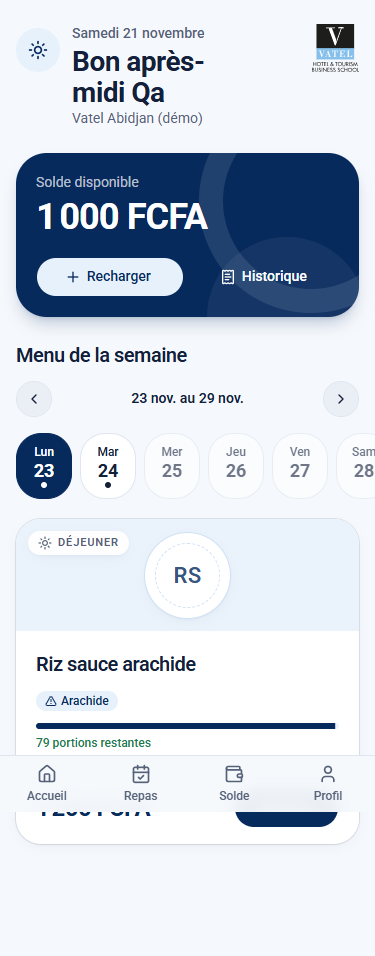 Samedi 21 novembre
Bon après-
midi Qa
Vatel Abidjan (démo)
V
VATEL
HOTEL & TOURISM
BUSINESS SCHOOL
Solde disponible
1 000 FCFA
Recharger
Historique
Menu de la semaine
23 nov. au 29 nov.
Lun Mar Mer Jeu Ven Sam
23 24 25 26 27 28
DÉJEUNER
RS
Riz sauce arachide
Arachide
79 portions restantes
Accueil Repas Solde Profil